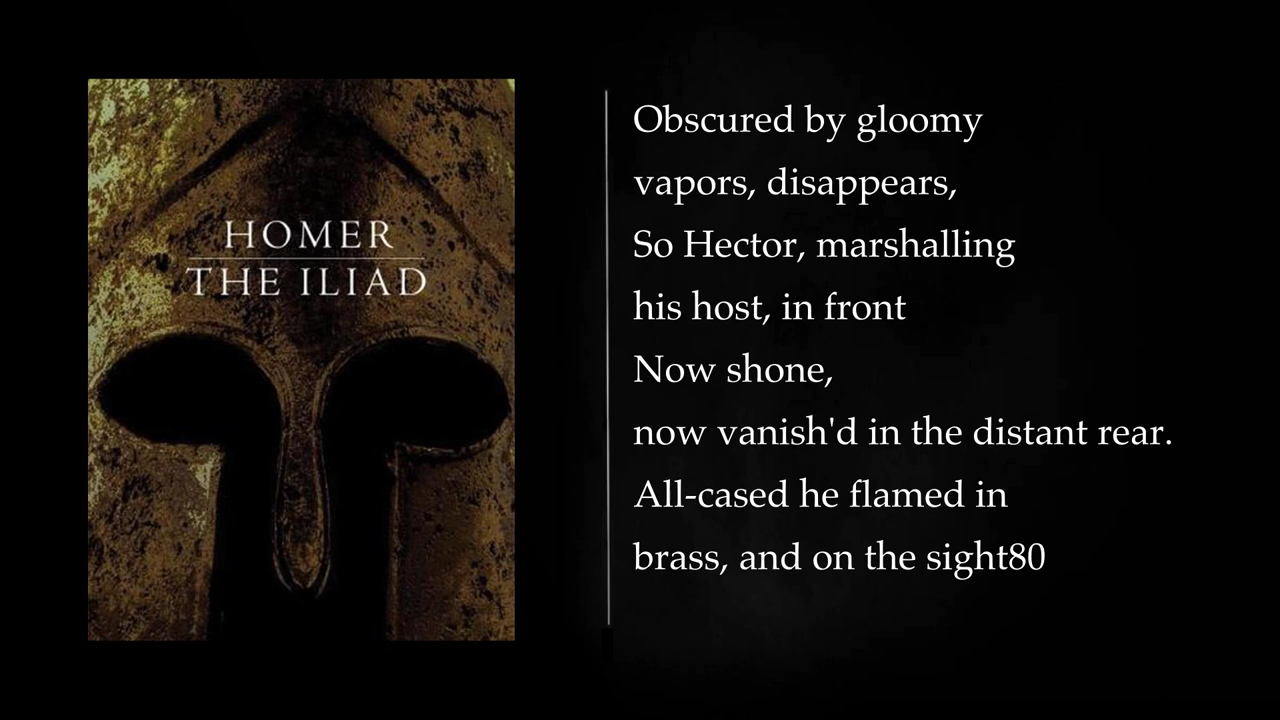 HOMER
THE ILIAD
Obscured by gloomy
vapors, disappears,
So Hector, marshalling
his host, in front
Now shone,
now vanish'd in the distant rear.
All-cased he flamed in
brass, and on the sight80